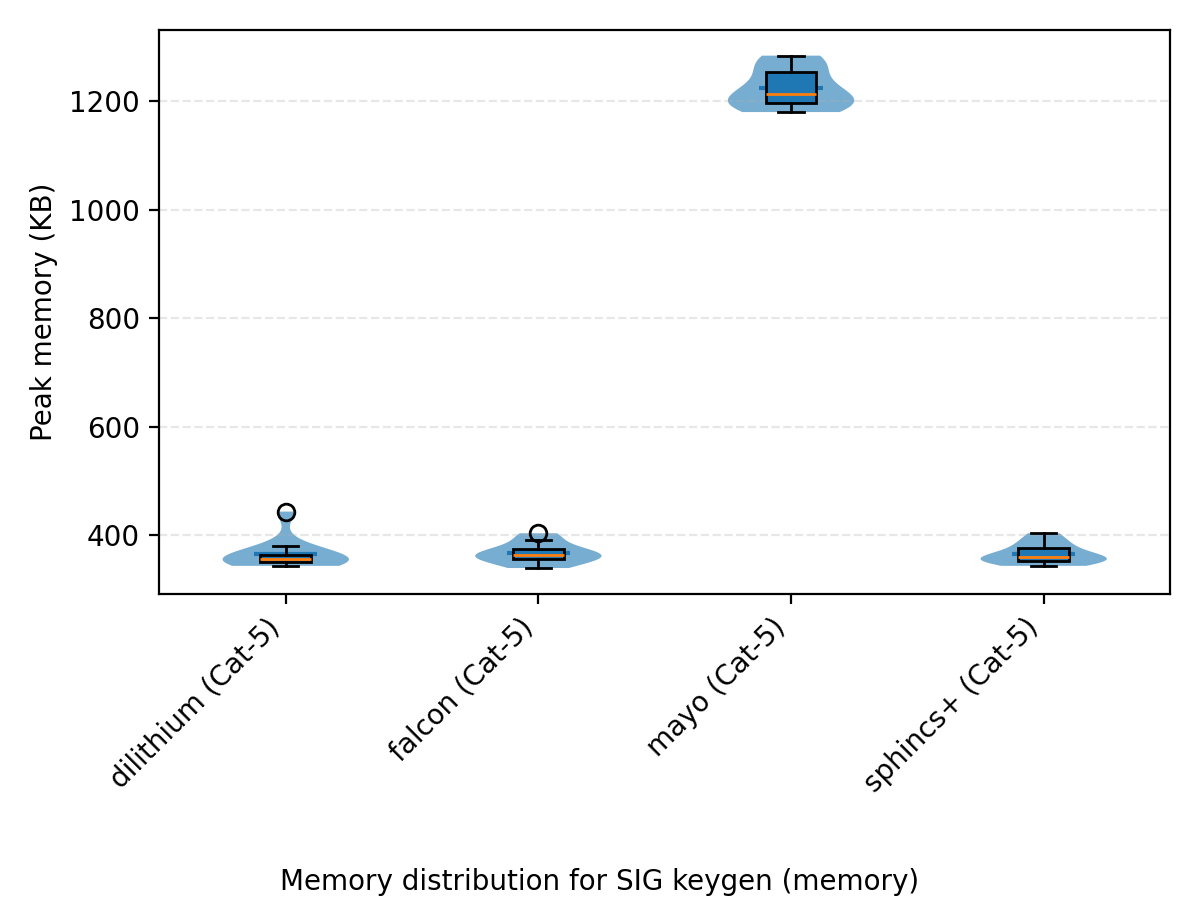 Peak memory (KB)
1200
1000
800
600
400
dilithium (Cat-5)
falcon (Cat-5)
mayo (Cat-5)
sphincs+ (Cat-5)
Memory distribution for SIG keygen (memory)